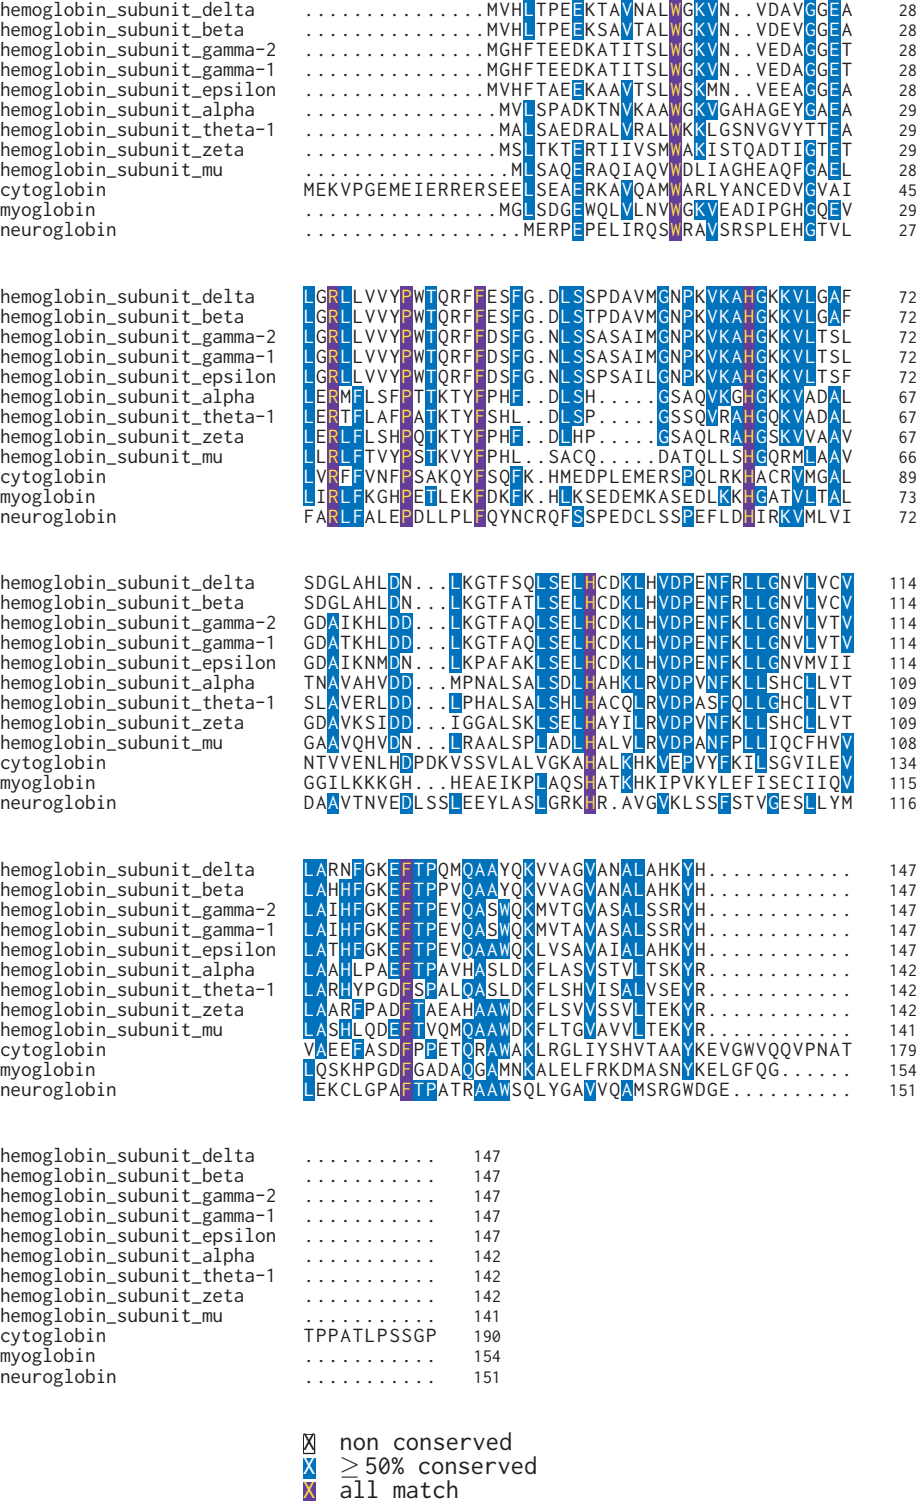 hemoglobin_subunit_delta ...............MVHLTPEEKTAVNALWGKVN..VDAVGGEA 28
hemoglobin_subunit_beta ...............MVHLTPEEKSAVTALWGKVN..VDEVGGEA 28
hemoglobin_subunit_gamma-2 ...............MGHFTEEDKATITSLWGKVN..VEDAGGET 28
hemoglobin_subunit_gamma-1 ...............MGHFTEEDKATITSLWGKVN..VEDAGGET 28
hemoglobin_subunit_epsilon ...............MVHFTAEEKAAVTSLWSKMN..VEEAGGEA 28
hemoglobin_subunit_alpha ................MVLSPADKTNVKAAWGKVGAHAGEYGAEA 29
hemoglobin_subunit_theta-1 ................MALSAEDRALVRALWKKLGSNVGVYTTEA 29
hemoglobin_subunit_zeta ................MSLTKTERTIIVSMWAKISTQADTIGTET 29
hemoglobin_subunit_mu .................MLSAQERAQIAQVWDLIAGHEAQFGAEL 28
cytoglobin MEKVPGEMEIERRERSEELSEAERKAVQAMWARLYANCEDVGVAI 45
myoglobin ................MGLSDGEWQLVLNVWGKVEADIPGHGQEV 29
neuroglobin ..................MERPEPELIRQSWRAVSRSPLEHGTVL 27
hemoglobin_subunit_delta LGRLLVVYPWTQRFFESFG.DLSSPDAVMGNPKVKAHGKKVLGAF 72
hemoglobin_subunit_beta LGRLLVVYPWTQRFFESFG.DLSTPDAVMGNPKVKAHGKKVLGAF 72
hemoglobin_subunit_gamma-2 LGRLLVVYPWTQRFFDSFG.NLSSASAIMGNPKVKAHGKKVLTSL 72
hemoglobin_subunit_gamma-1 LGRLLVVYPWTQRFFDSFG.NLSSASAIMGNPKVKAHGKKVLTSL 72
hemoglobin_subunit_epsilon LGRLLVVYPWTQRFFDSFG.NLSSPSAILGNPKVKAHGKKVLTSF 72
hemoglobin_subunit_alpha LERMFLSFPTTKTYFPHF..DLSH.....GSAQVKGHGKKVADAL 67
hemoglobin_subunit_theta-1 LERTFLAFPATKTYFSHL..DLSP.....GSSQVRAHGQKVADAL 67
hemoglobin_subunit_zeta LERLFLSHPQTKTYFPHF..DLHP.....GSAQLRAHGSKVVAAV 67
hemoglobin_subunit_mu LLRLFTVYPSTKVYFPHL..SACQ.....DATQLLSHGQRMLAAV 66
cytoglobin LVRFFVNFPSAKQYFSQFK.HMEDPLEMERSPQLRKHACRVMGAL 89
myoglobin LIRLFKGHPETLEKFDKFK.HLKSEDEMKASEDLKKHGATVLTAL 73
neuroglobin FARLFALEPDLLPLFQYNCRQFSSPEDCLSSPEFLDHIRKVMLVI 72
hemoglobin_subunit_delta SDGLAHLDN...LKGTFSQLSELHCDKLHVDPENFRLLGNVLVCV 114
hemoglobin_subunit_beta SDGLAHLDN...LKGTFATLSELHCDKLHVDPENFRLLGNVLVCV 114
hemoglobin_subunit_gamma-2 GDAIKHLDD...LKGTFAQLSELHCDKLHVDPENFKLLGNVLVTV 114
hemoglobin_subunit_gamma-1 GDATKHLDD...LKGTFAQLSELHCDKLHVDPENFKLLGNVLVTV 114
hemoglobin_subunit_epsilon GDAIKNMDN...LKPAFAKLSELHCDKLHVDPENFKLLGNVMVII 114
hemoglobin_subunit_alpha TNAVAHVDD...MPNALSALSDLHAHKLRVDPVNFKLLSHCLLVT 109
hemoglobin_subunit_theta-1 SLAVERLDD...LPHALSALSHLHACQLRVDPASFQLLGHCLLVT 109
hemoglobin_subunit_zeta GDAVKSIDD...IGGALSKLSELHAYILRVDPVNFKLLSHCLLVT 109
hemoglobin_subunit_mu GAAVQHVDN...LRAALSPLADLHALVLRVDPANFPLLIQCFHVV 108
cytoglobin NTVVENLHDPDKVSSVLALVGKAHALKHKVEPVYFKILSGVILEV 134
myoglobin GGILKKKGH...HEAEIKPLAQSHATKHKIPVKYLEFISECIIQV 115
neuroglobin DAAVTNVEDLSSLEEYLASLGRKHR.AVGVKLSSFSTVGESLLYM 116
hemoglobin_subunit_delta LARNFGKEFTPQMQAAYQKVVAGVANALAHKYH............ 147
hemoglobin_subunit_beta LAHHFGKEFTPPVQAAYQKVVAGVANALAHKYH............ 147
hemoglobin_subunit_gamma-2 LAIHFGKEFTPEVQASWQKMVTGVASALSSRYH............ 147
hemoglobin_subunit_gamma-1 LAIHFGKEFTPEVQASWQKMVTAVASALSSRYH............ 147
hemoglobin_subunit_epsilon LATHFGKEFTPEVQAAWQKLVSAVAIALAHKYH............ 147
hemoglobin_subunit_alpha LAAHLPAEFTPAVHASLDKFLASVSTVLTSKYR............ 142
hemoglobin_subunit_theta-1 LARHYPGDFSPALQASLDKFLSHVISALVSEYR............ 142
hemoglobin_subunit_zeta LAARFPADFTAEAHAAWDKFLSVVSSVLTEKYR............ 142
hemoglobin_subunit_mu LASHLQDEFTVQMQAAWDKFLTGVAVVLTEKYR............ 141
cytoglobin VAEEFASDFPPETQRAWAKLRGLIYSHVTAAYKEVGWVQQVPNAT 179
myoglobin LQSKHPGDFGADAQGAMNKALELFRKDMASNYKELGFQG...... 154
neuroglobin LEKCLGPAFTPATRAAWSQLYGAVVQAMSRGWDGE.......... 151
hemoglobin_subunit_delta ........... 147
hemoglobin_subunit_beta ........... 147
hemoglobin_subunit_gamma-2 ........... 147
hemoglobin_subunit_gamma-1 ........... 147
hemoglobin_subunit_epsilon ........... 147
hemoglobin_subunit_alpha ........... 142
hemoglobin_subunit_theta-1 ........... 142
hemoglobin_subunit_zeta ........... 142
hemoglobin_subunit_mu ........... 141
cytoglobin TPPATLPSSGP 190
myoglobin ........... 154
neuroglobin ........... 151
X non conserved
X ≥50% conserved
X all match